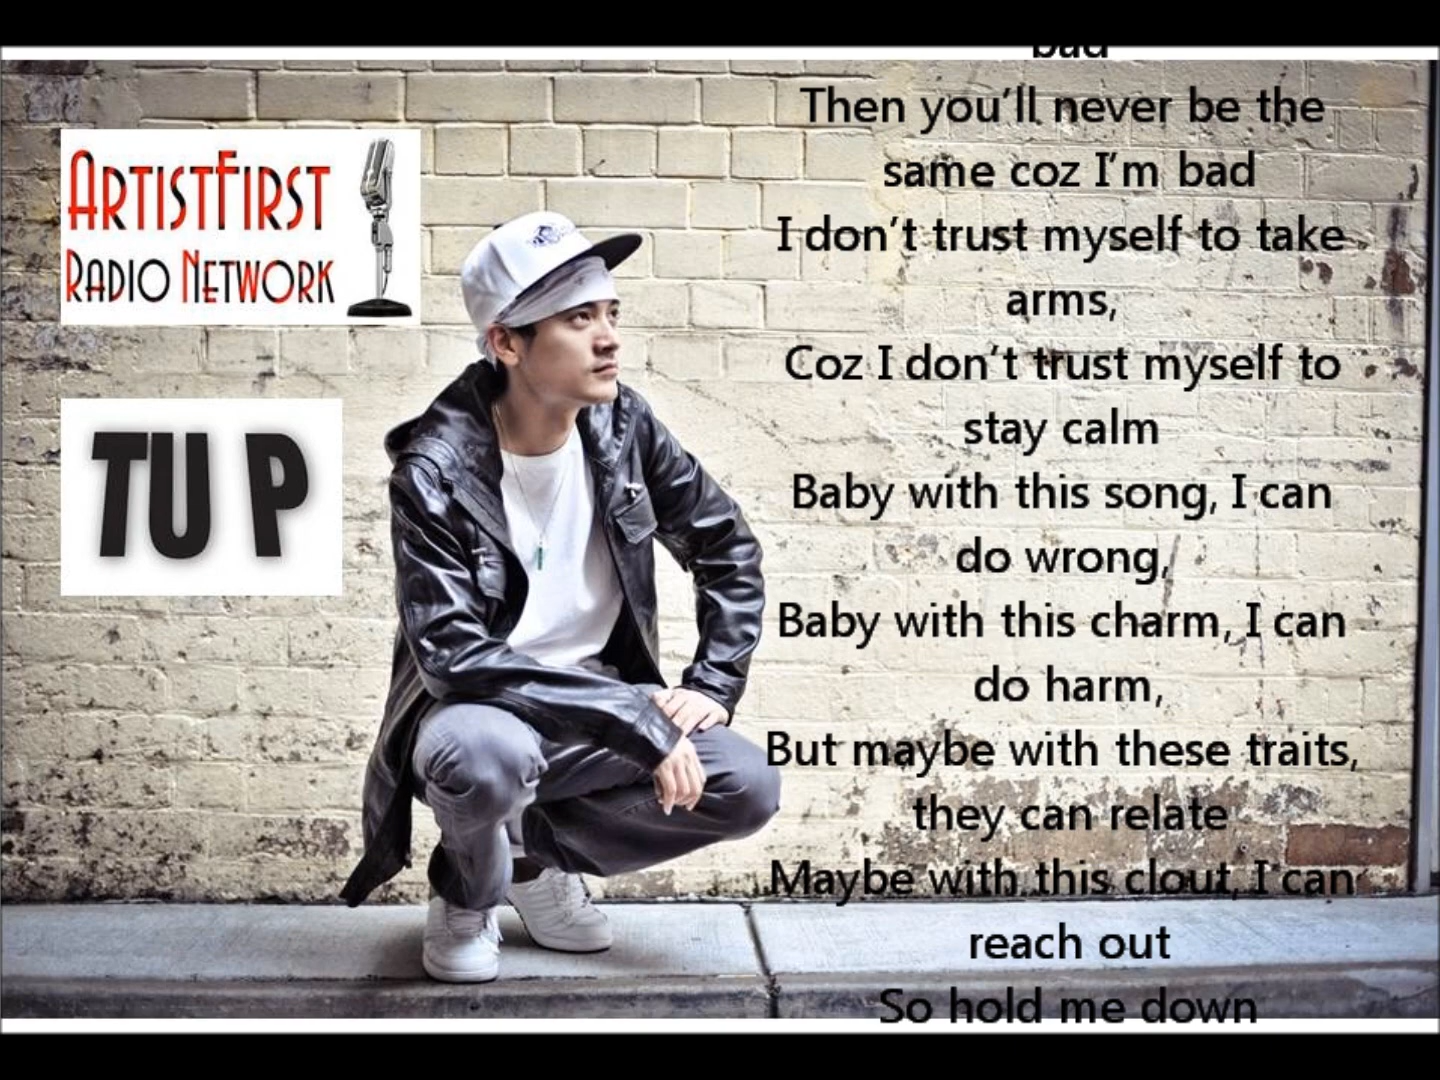 ARTISTFIRST
RADIO NETWORK
TU P
bad
Then you'll never be the
same coz I'm bad
I don't trust myself to take
arms,
Coz I don't trust myself to
stay calm
Baby with this song, I can
do wrong,
Baby with this charm, I can
do harm,
But maybe with these traits,
they can relate
Maybe with this clout, I can
reach out
So hold me down